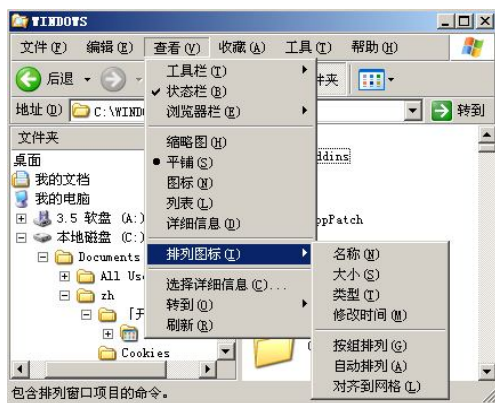 WINDOWS
文件(F) 编辑(E) 查看(V) 收藏(A) 工具(T) 帮助(H)
后退
件夹
地址(D) C:\WIND
转到
文件夹
桌面
我的文档
我的电脑
3.5 软盘 (A:)
本地磁盘 (C:)
Documents
All Use
zh
「开
Cookies
工具栏(T)
状态栏(B)
浏览器栏(E)
缩略图(H)
平铺(S)
图标(N)
列表(L)
详细信息(D)
排列图标(I)
选择详细信息(C)...
转到(O)
刷新(R)
ddins
ppPatch
名称(N)
大小(S)
类型(T)
修改时间(M)
按组排列(G)
自动排列(A)
对齐到网格(L)
包含排列窗口项目的命令。